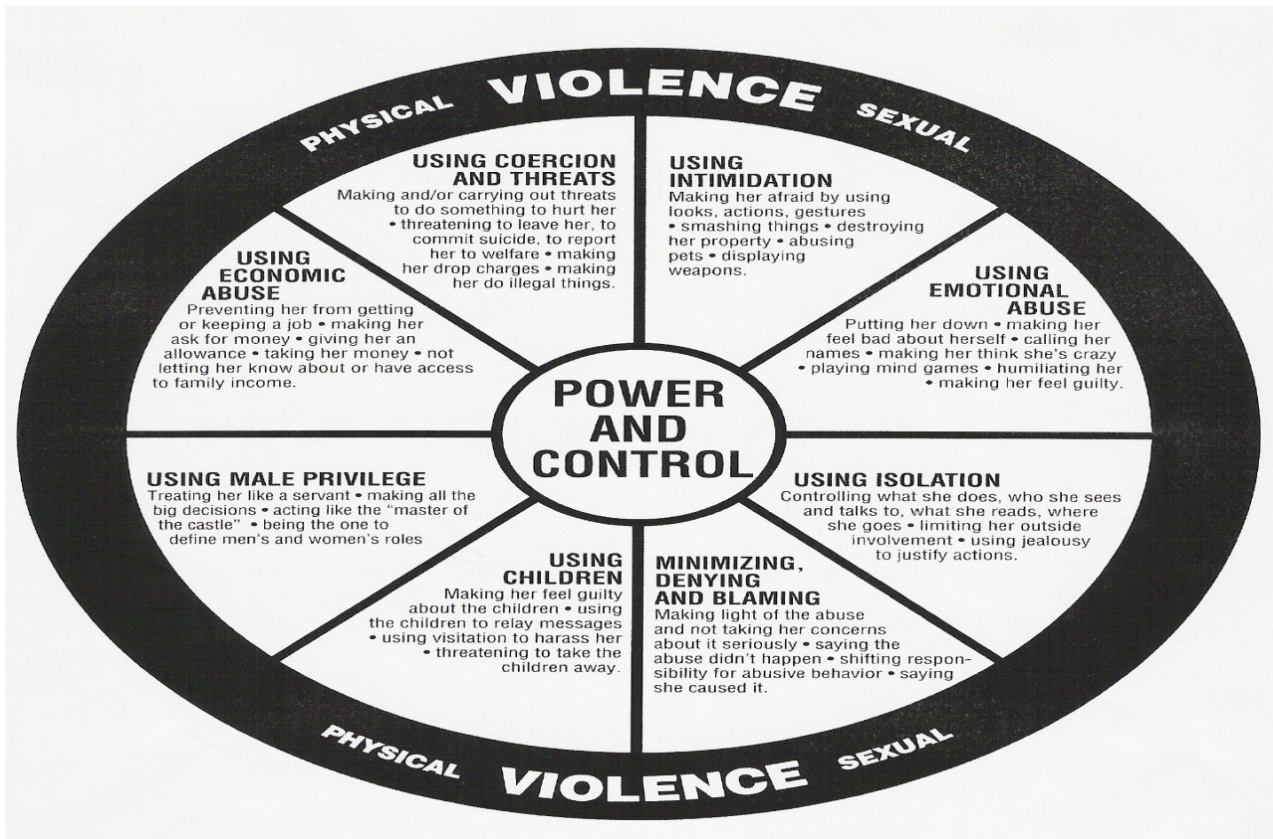 PHYSICAL VIOLENCE SEXUAL
USING COERCION
AND THREATS
Making and/or carrying out threats
to do something to hurt her
• threatening to leave her, to
commit suicide, to report
her to welfare • making
her drop charges • making
her do illegal things.
USING
INTIMIDATION
Making her afraid by using
looks, actions, gestures
• smashing things • destroying
her property • abusing
pets • displaying
weapons.
USING
ECONOMIC
ABUSE
Preventing her from getting
or keeping a job • making her
ask for money • giving her an
allowance • taking her money • not
letting her know about or have access
to family income.
USING
EMOTIONAL
ABUSE
Putting her down • making her
feel bad about herself • calling her
names • making her think she's crazy
• playing mind games • humiliating her
• making her feel guilty.
POWER
AND
CONTROL
USING MALE PRIVILEGE
Treating her like a servant • making all the
big decisions • acting like the “master of
the castle” • being the one to
define men's and women's roles
USING ISOLATION
Controlling what she does, who she sees
and talks to, what she reads, where
she goes • limiting her outside
involvement • using jealousy
to justify actions.
USING
CHILDREN
Making her feel guilty
about the children • using
the children to relay messages
• using visitation to harass her
• threatening to take the
children away.
MINIMIZING,
DENYING
AND BLAMING
Making light of the abuse
and not taking her concerns
about it seriously • saying the
abuse didn't happen • shifting respon-
sibility for abusive behavior • saying
she caused it.
PHYSICAL VIOLENCE SEXUAL